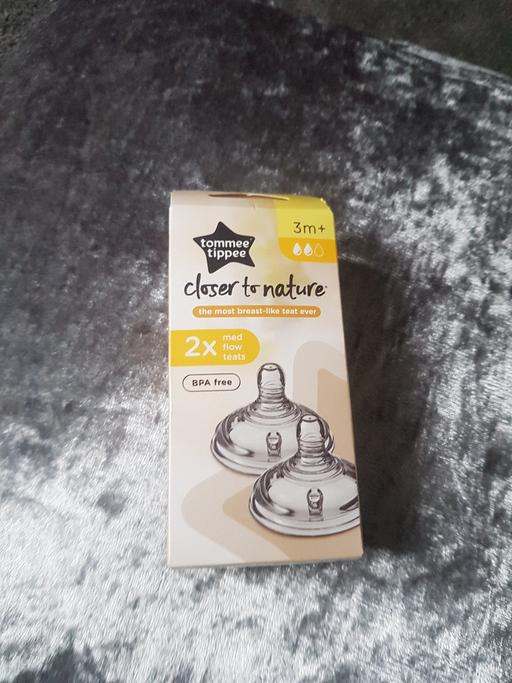 3m+
tommee
tippee
closer to nature
the most breast-like teat ever
2x
med
flow
teats
BPA free